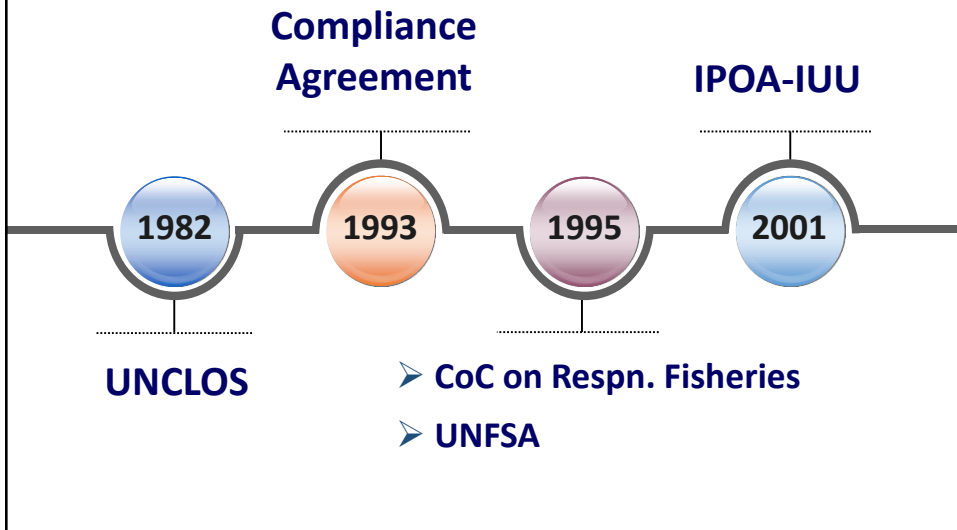 Compliance
Agreement
IPOA-IUU
1982
1993
1995
2001
UNCLOS
➢ CoC on Respn. Fisheries
➢ UNFSA